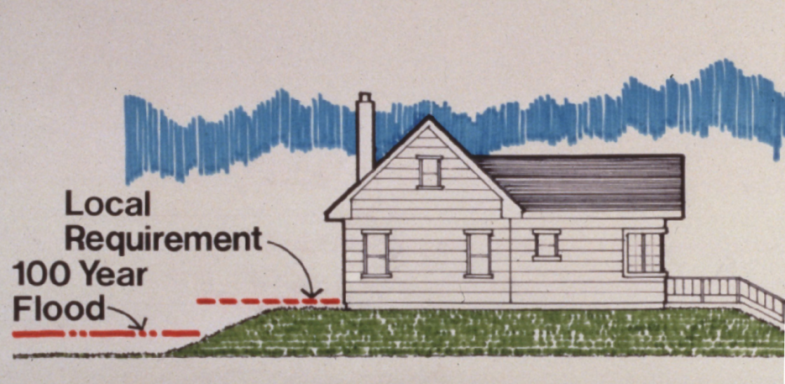 Local
Requirement
100 Year
Flood